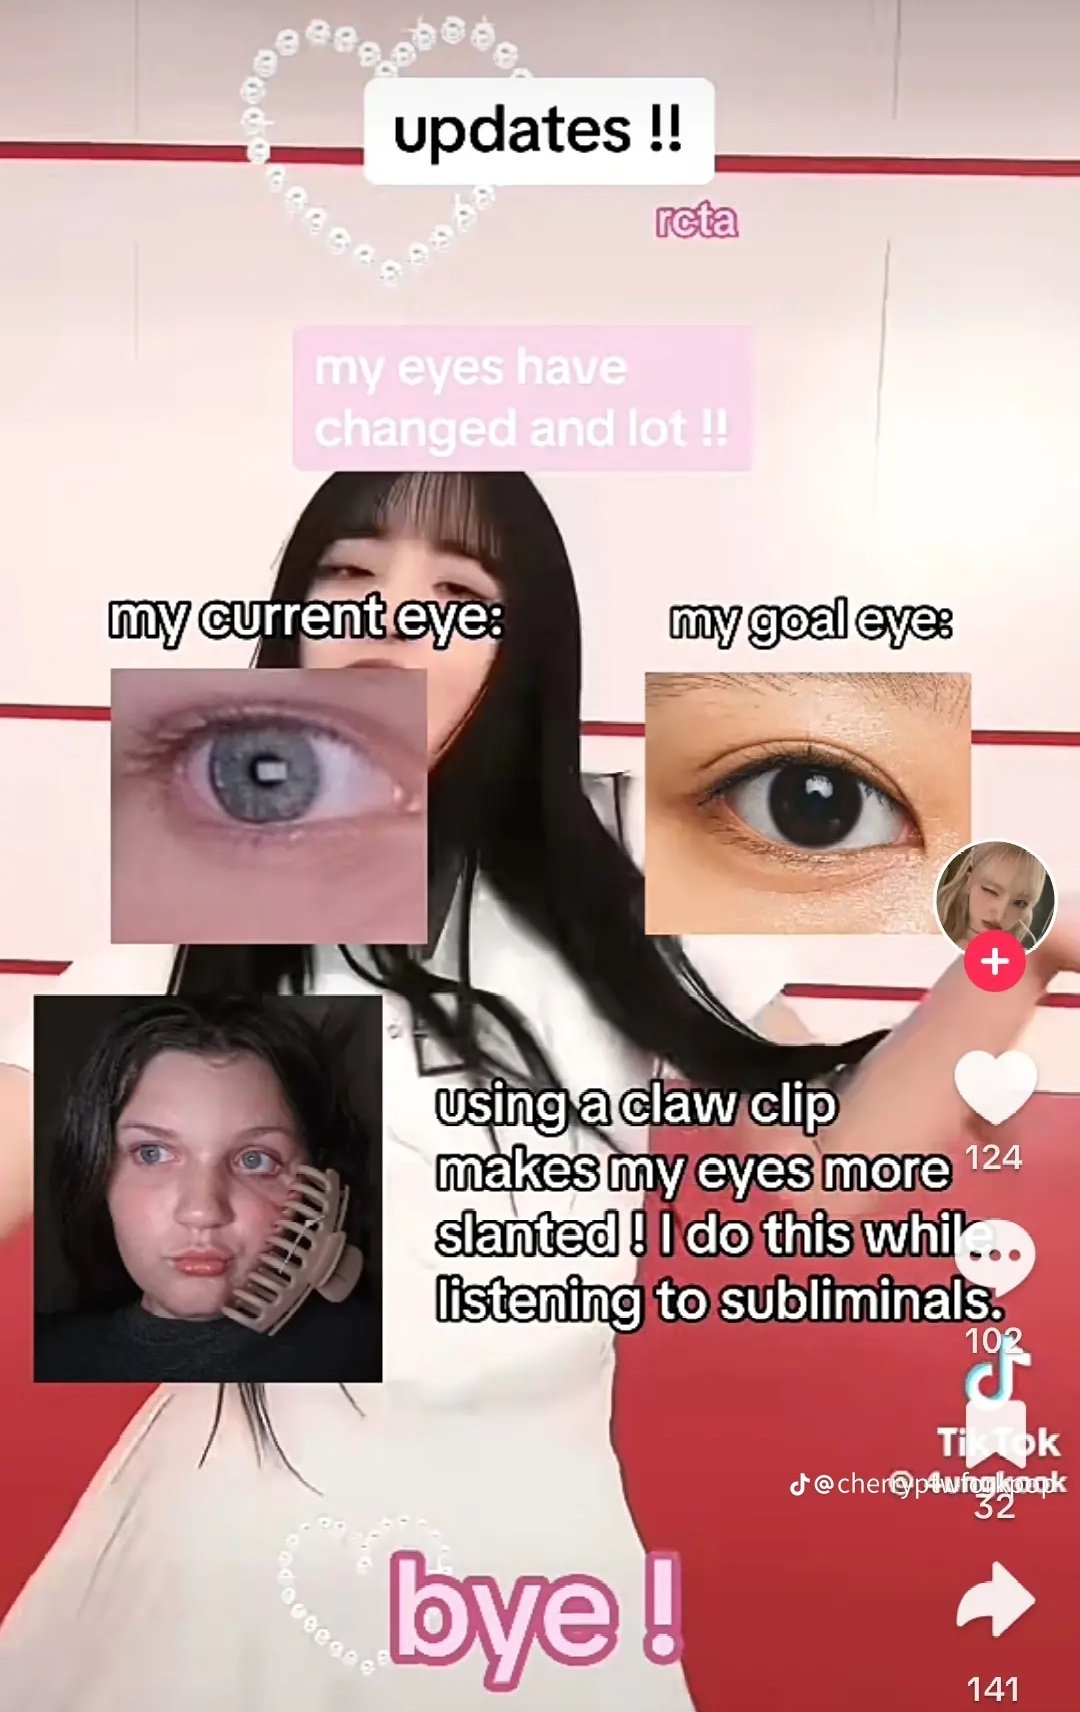 updates !!
rcta
my eyes have
changed and lot !!
my current eye:
my goal eye:
using a claw clip
makes my eyes more
slanted ! I do this while
listening to subliminals.
124
102
TikTok
32
bye !
141